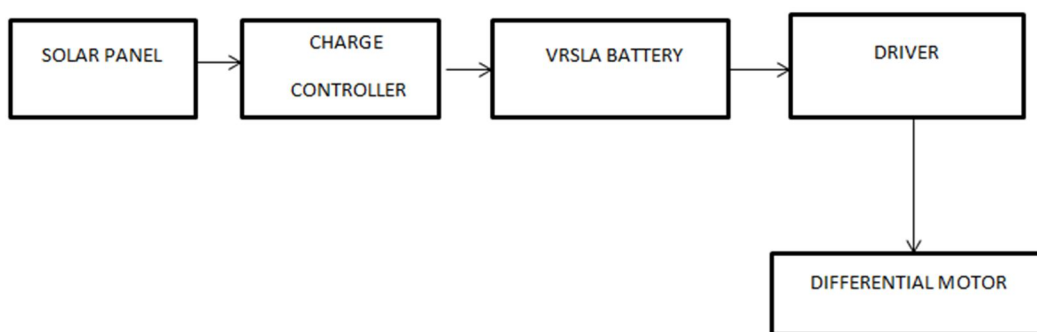 SOLAR PANEL
CHARGE
CONTROLLER
VRSLA BATTERY
DRIVER
DIFFERENTIAL MOTOR